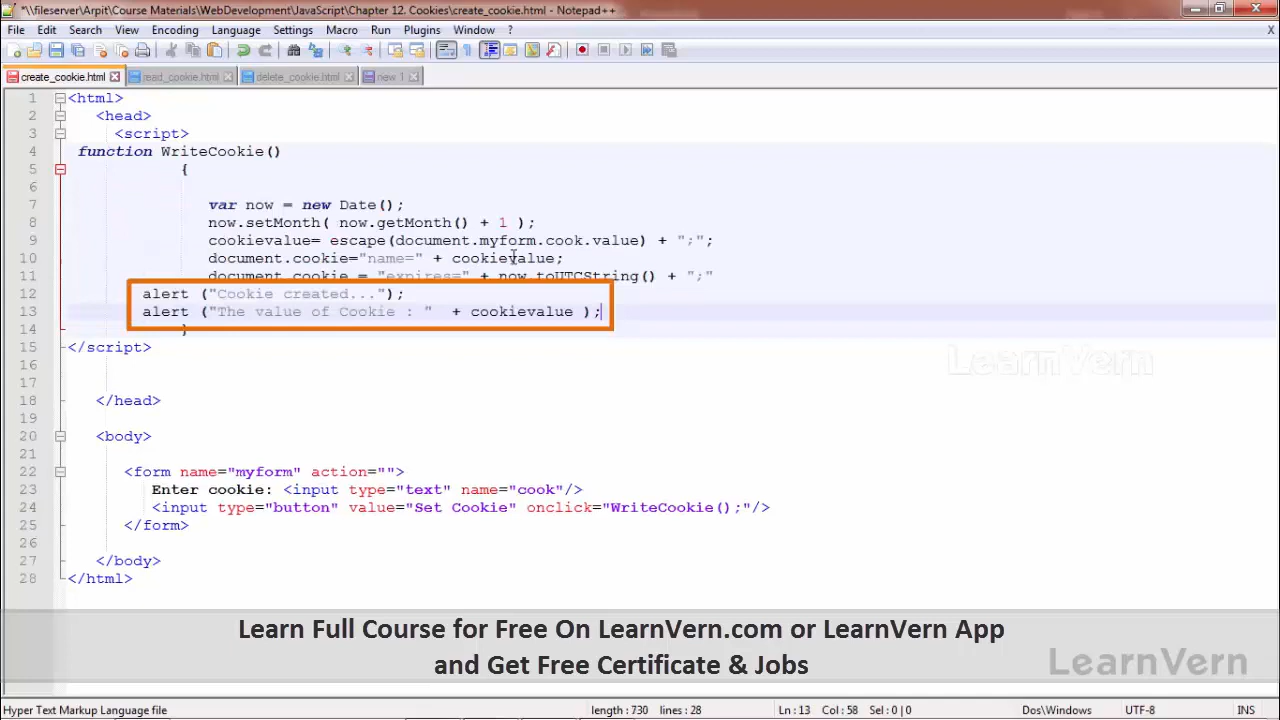 *\\fileserver\Arpit\Course Materials\WebDevelopment\JavaScript\Chapter 12. Cookies\create_cookie.html - Notepad++
File Edit Search View Encoding Language Settings Macro Run Plugins Window ? X
create_cookie.html read_cookie.html delete_cookie.html new 1
1 <html>
2 <head>
3 <script>
4 function WriteCookie()
5 {
6
7 var now = new Date();
8 now.setMonth( now.getMonth() + 1 );
9 cookievalue= escape(document.myform.cook.value) + ";";
10 document.cookie="name=" + cookievalue;
11 document.cookie = "expires=" + now.toUTCString() + ";"
12 alert ("Cookie created...");
13 alert ("The value of Cookie : " + cookievalue );
14 }
15 </script>
16
17
18 </head>
19
20 <body>
21
22 <form name="myform" action="">
23 Enter cookie: <input type="text" name="cook"/>
24 <input type="button" value="Set Cookie" onclick="WriteCookie();"/>
25 </form>
26
27 </body>
28 </html>
LearnVern
Learn Full Course for Free On LearnVern.com or LearnVern App
and Get Free Certificate & Jobs
LearnVern
Hyper Text Markup Language file length : 730 lines : 28 Ln : 13 Col : 58 Sel : 0 | 0 Dos\Windows UTF-8 INS